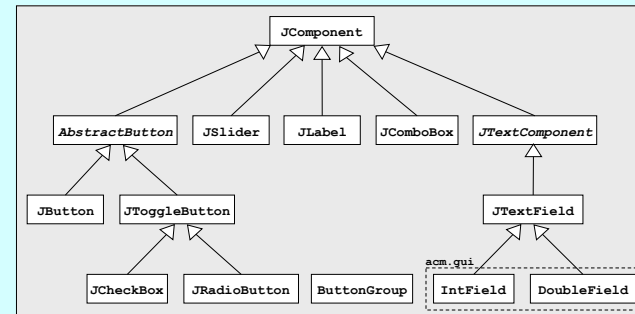 JComponent
AbstractButton JSlider JLabel JComboBox JTextComponent
JButton JToggleButton JTextField
acm.gui
JCheckBox JRadioButton ButtonGroup IntField DoubleField